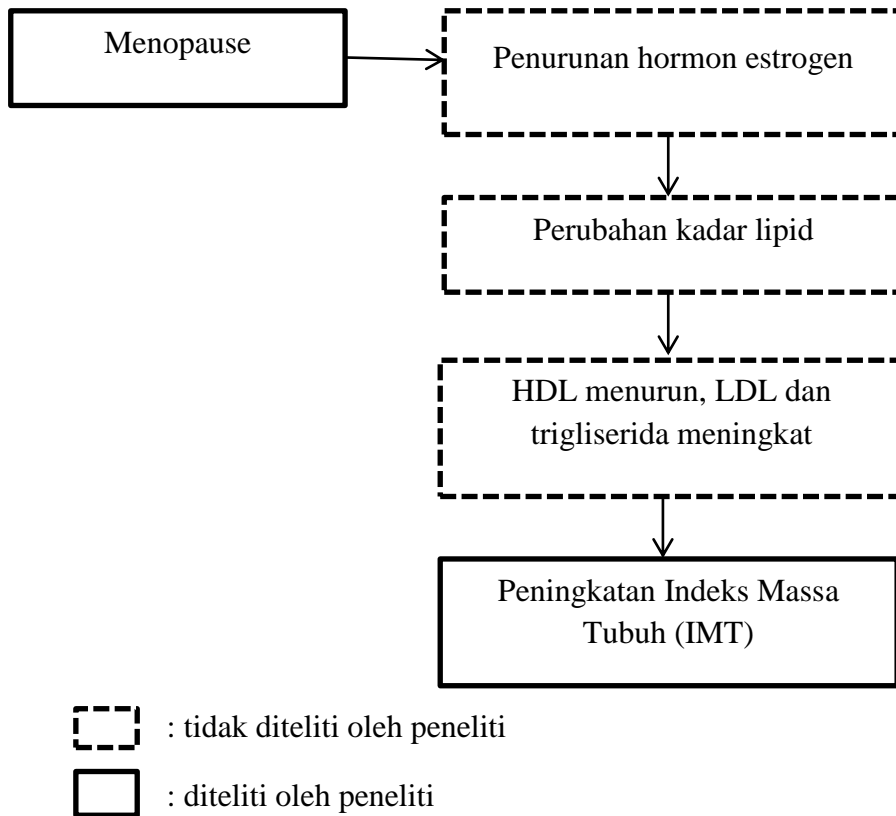 Menopause
Penurunan hormon estrogen
Perubahan kadar lipid
HDL menurun, LDL dan
trigliserida meningkat
Peningkatan Indeks Massa
Tubuh (IMT)
: tidak diteliti oleh peneliti
: diteliti oleh peneliti